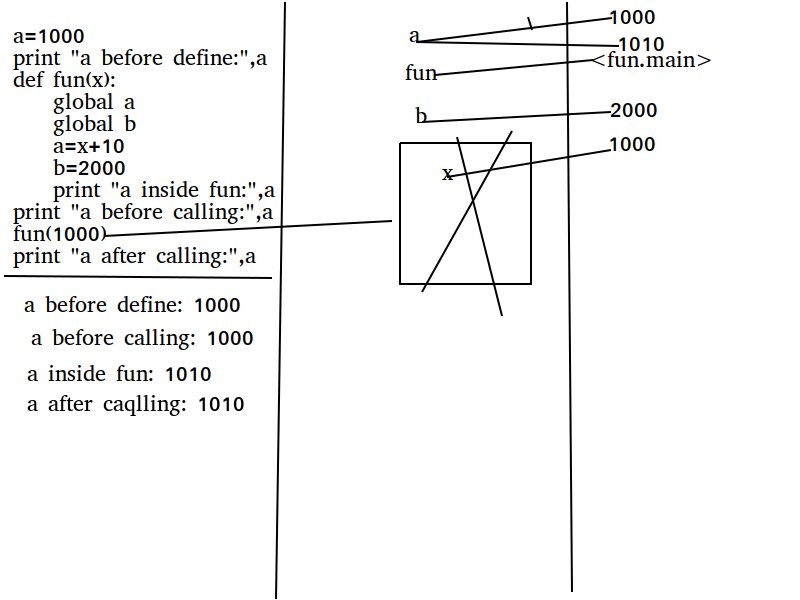 a=1000
print "a before define:",a
def fun(x):
global a
global b
a=x+10
b=2000
print "a inside fun:",a
print "a before calling:",a
fun(1000)
print "a after calling:",a
a before define: 1000
a before calling: 1000
a inside fun: 1010
a after caqlling: 1010
a
fun
b
x
1000
1010
<fun.main>
2000
1000